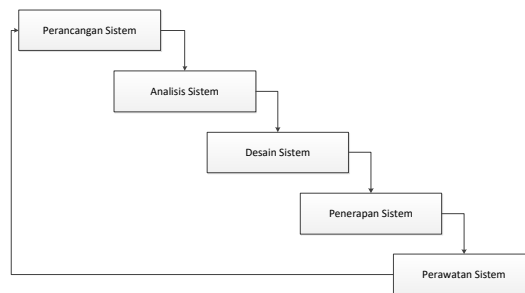 Perancangan Sistem
Analisis Sistem
Desain Sistem
Penerapan Sistem
Perawatan Sistem